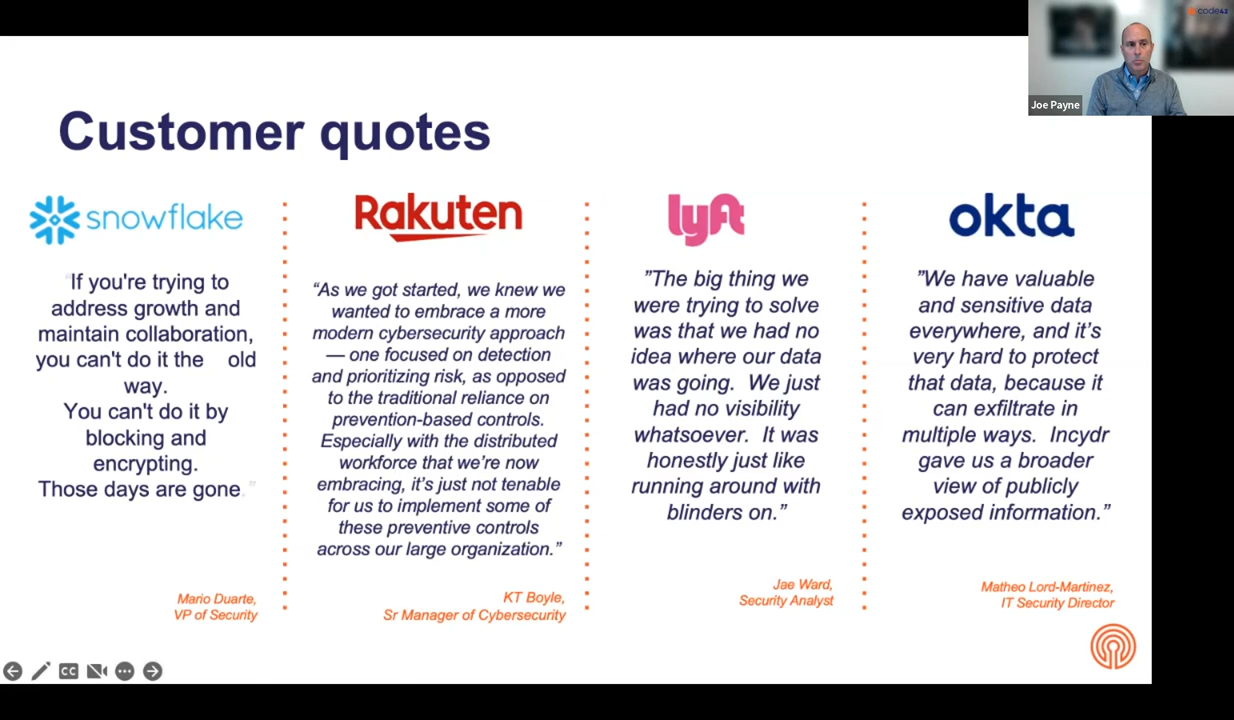 code42
Joe Payne
Customer quotes
snowflake
"If you're trying to
address growth and
maintain collaboration,
you can't do it the old
way.
You can't do it by
blocking and
encrypting.
Those days are gone."
Mario Duarte,
VP of Security
Rakuten
“As we got started, we knew we
wanted to embrace a more
modern cybersecurity approach
— one focused on detection
and prioritizing risk, as opposed
to the traditional reliance on
prevention-based controls.
Especially with the distributed
workforce that we’re now
embracing, it’s just not tenable
for us to implement some of
these preventive controls
across our large organization.”
KT Boyle,
Sr Manager of Cybersecurity
lyft
”The big thing we
were trying to solve
was that we had no
idea where our data
was going. We just
had no visibility
whatsoever. It was
honestly just like
running around with
blinders on.”
Jae Ward,
Security Analyst
okta
”We have valuable
and sensitive data
everywhere, and it’s
very hard to protect
that data, because it
can exfiltrate in
multiple ways. Incydr
gave us a broader
view of publicly
exposed information.”
Matheo Lord-Martinez,
IT Security Director
CC